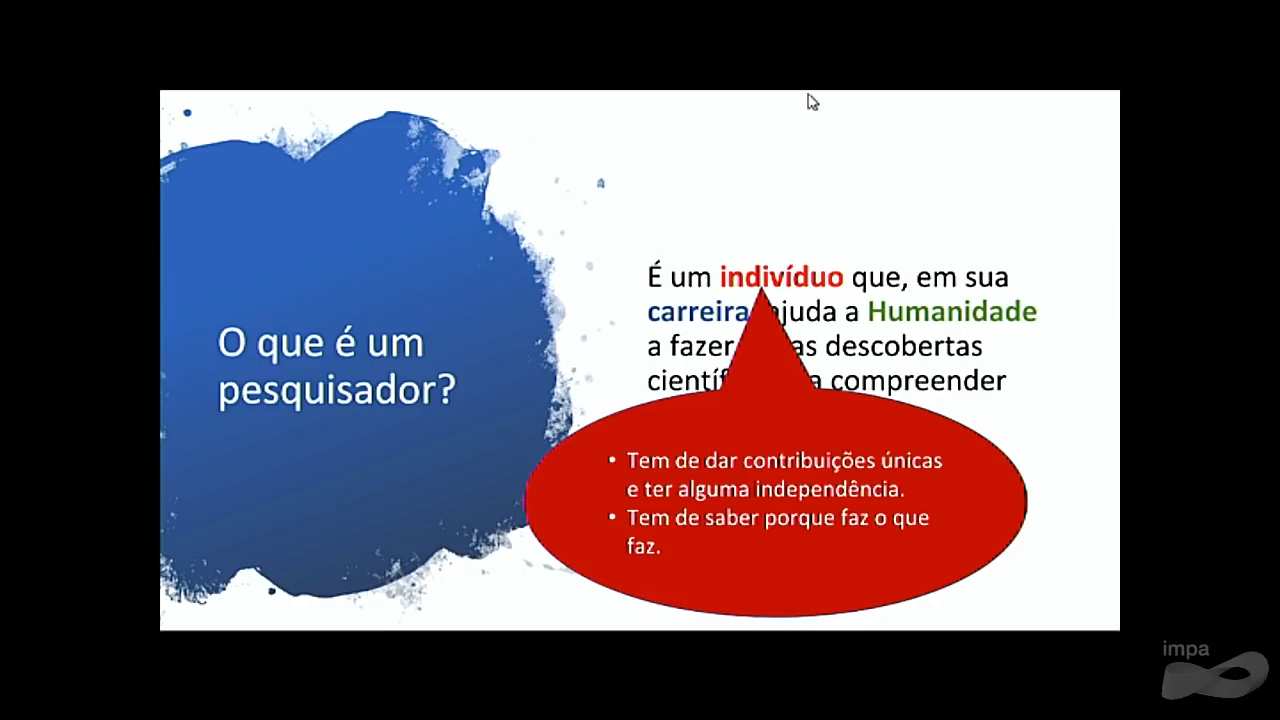 O que é um
pesquisador?
É um indivíduo que, em sua
carreira ajuda a Humanidade
a fazer as descobertas
a compreender
• Tem de dar contribuições únicas
e ter alguma independência.
• Tem de saber porque faz o que
faz.
impa